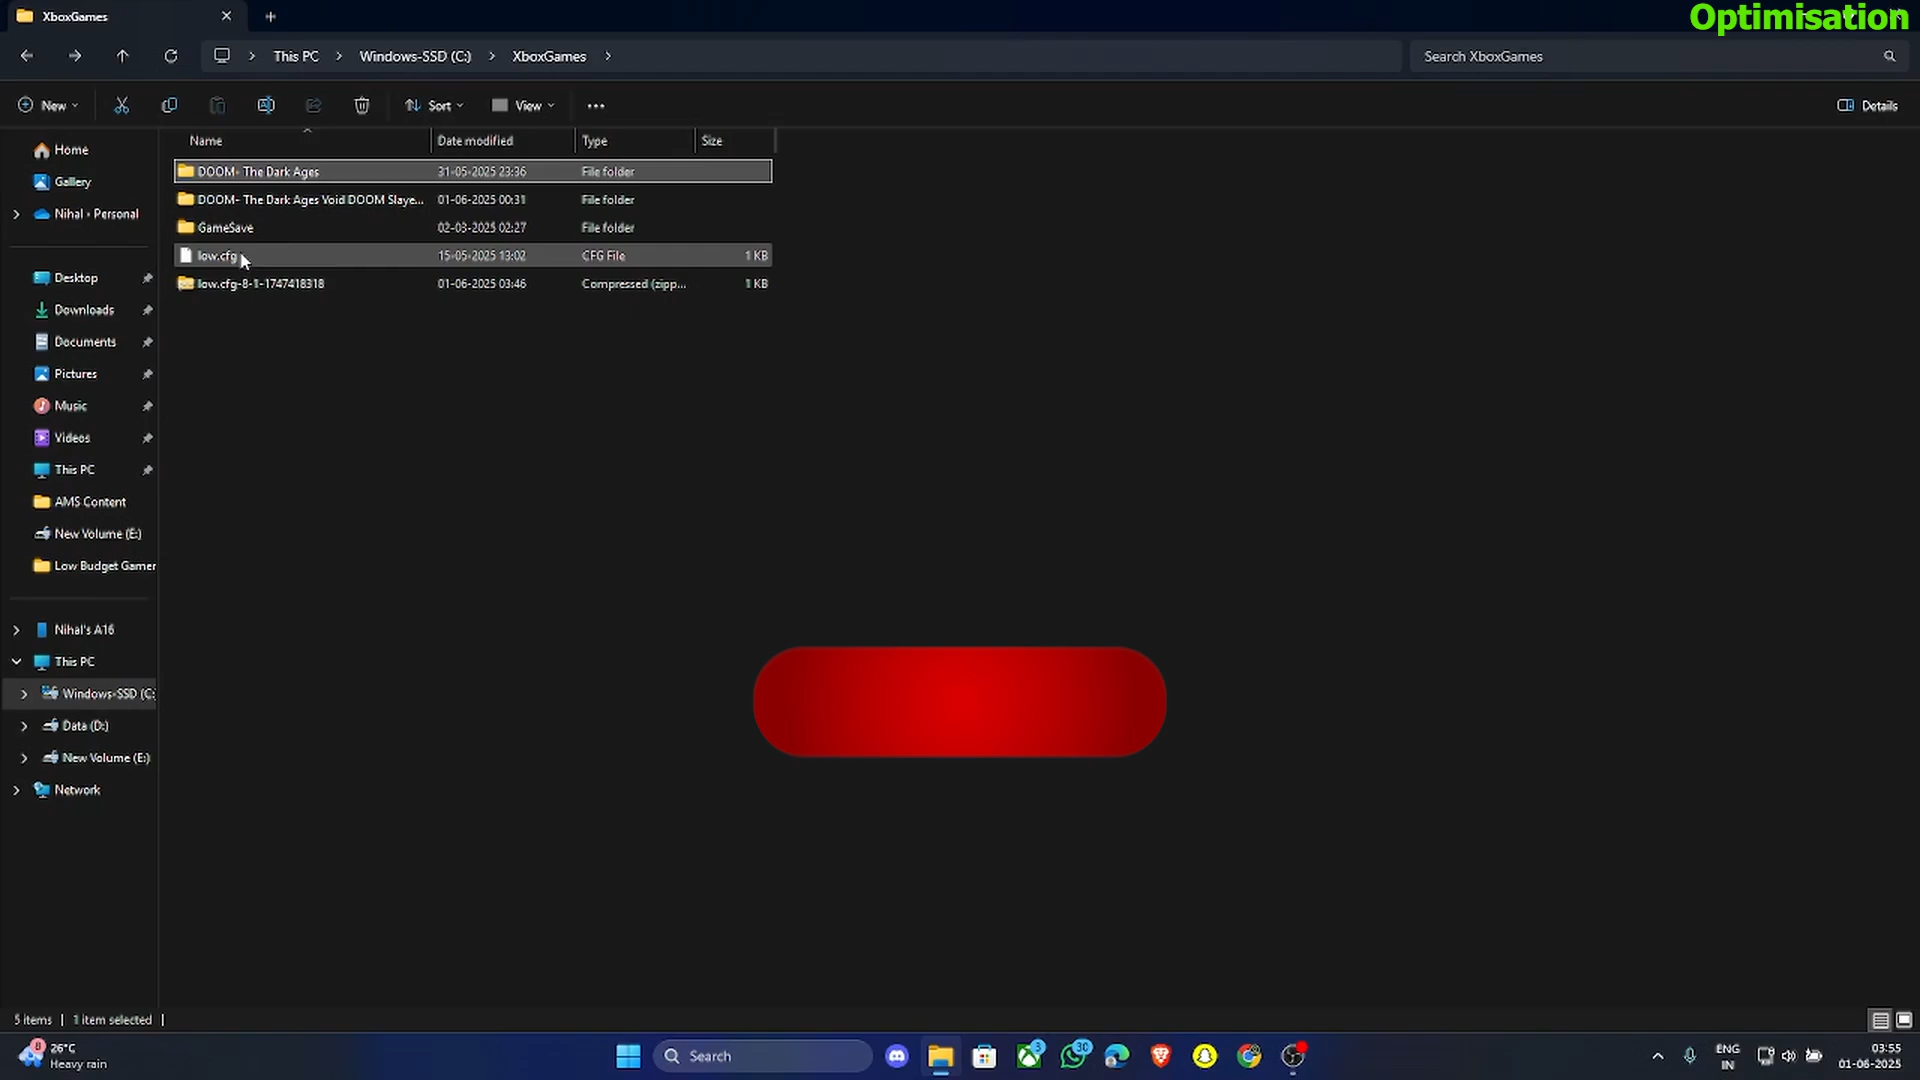 XboxGames
Optimisation
This PC
Windows-SSD (C:)
XboxGames
Search XboxGames
New
Sort
View
Details
Name
Date modified
Type
Size
Home
Gallery
Nihal - Personal
DOOM- The Dark Ages
31-05-2025 23:36
File folder
DOOM- The Dark Ages Void DOOM Slaye...
01-06-2025 00:31
File folder
GameSave
02-03-2025 02:27
File folder
low.cfg
15-05-2025 13:02
CFG File
1 KB
low.cfg-8-1-1747418318
01-06-2025 03:46
Compressed (zipp...
1 KB
Desktop
Downloads
Documents
Pictures
Music
Videos
This PC
AMS Content
New Volume (E:)
Low Budget Gamer
Nihal's A16
This PC
Windows-SSD (C:
Data (D:)
New Volume (E:)
Network
5 items
1 item selected
8
26°C
Heavy rain
Search
3
30
ENG
IN
03:55
01-06-2025